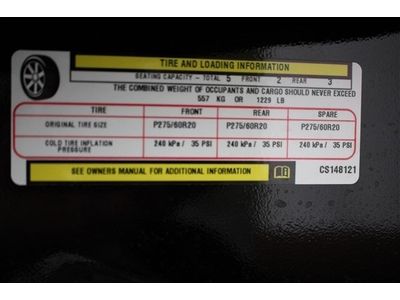 TIRE AND LOADING INFORMATION
SEATING CAPACITY - TOTAL 5 FRONT 2 REAR 3
THE COMBINED WEIGHT OF OCCUPANTS AND CARGO SHOULD NEVER EXCEED
557 KG OR 1229 LB
TIRE FRONT REAR SPARE
ORIGINAL TIRE SIZE P275/60R20 P275/60R20 P275/60R20
COLD TIRE INFLATION PRESSURE 240 kPa / 35 PSI 240 kPa / 35 PSI 240 kPa / 35 PSI
SEE OWNERS MANUAL FOR ADDITIONAL INFORMATION CS148121